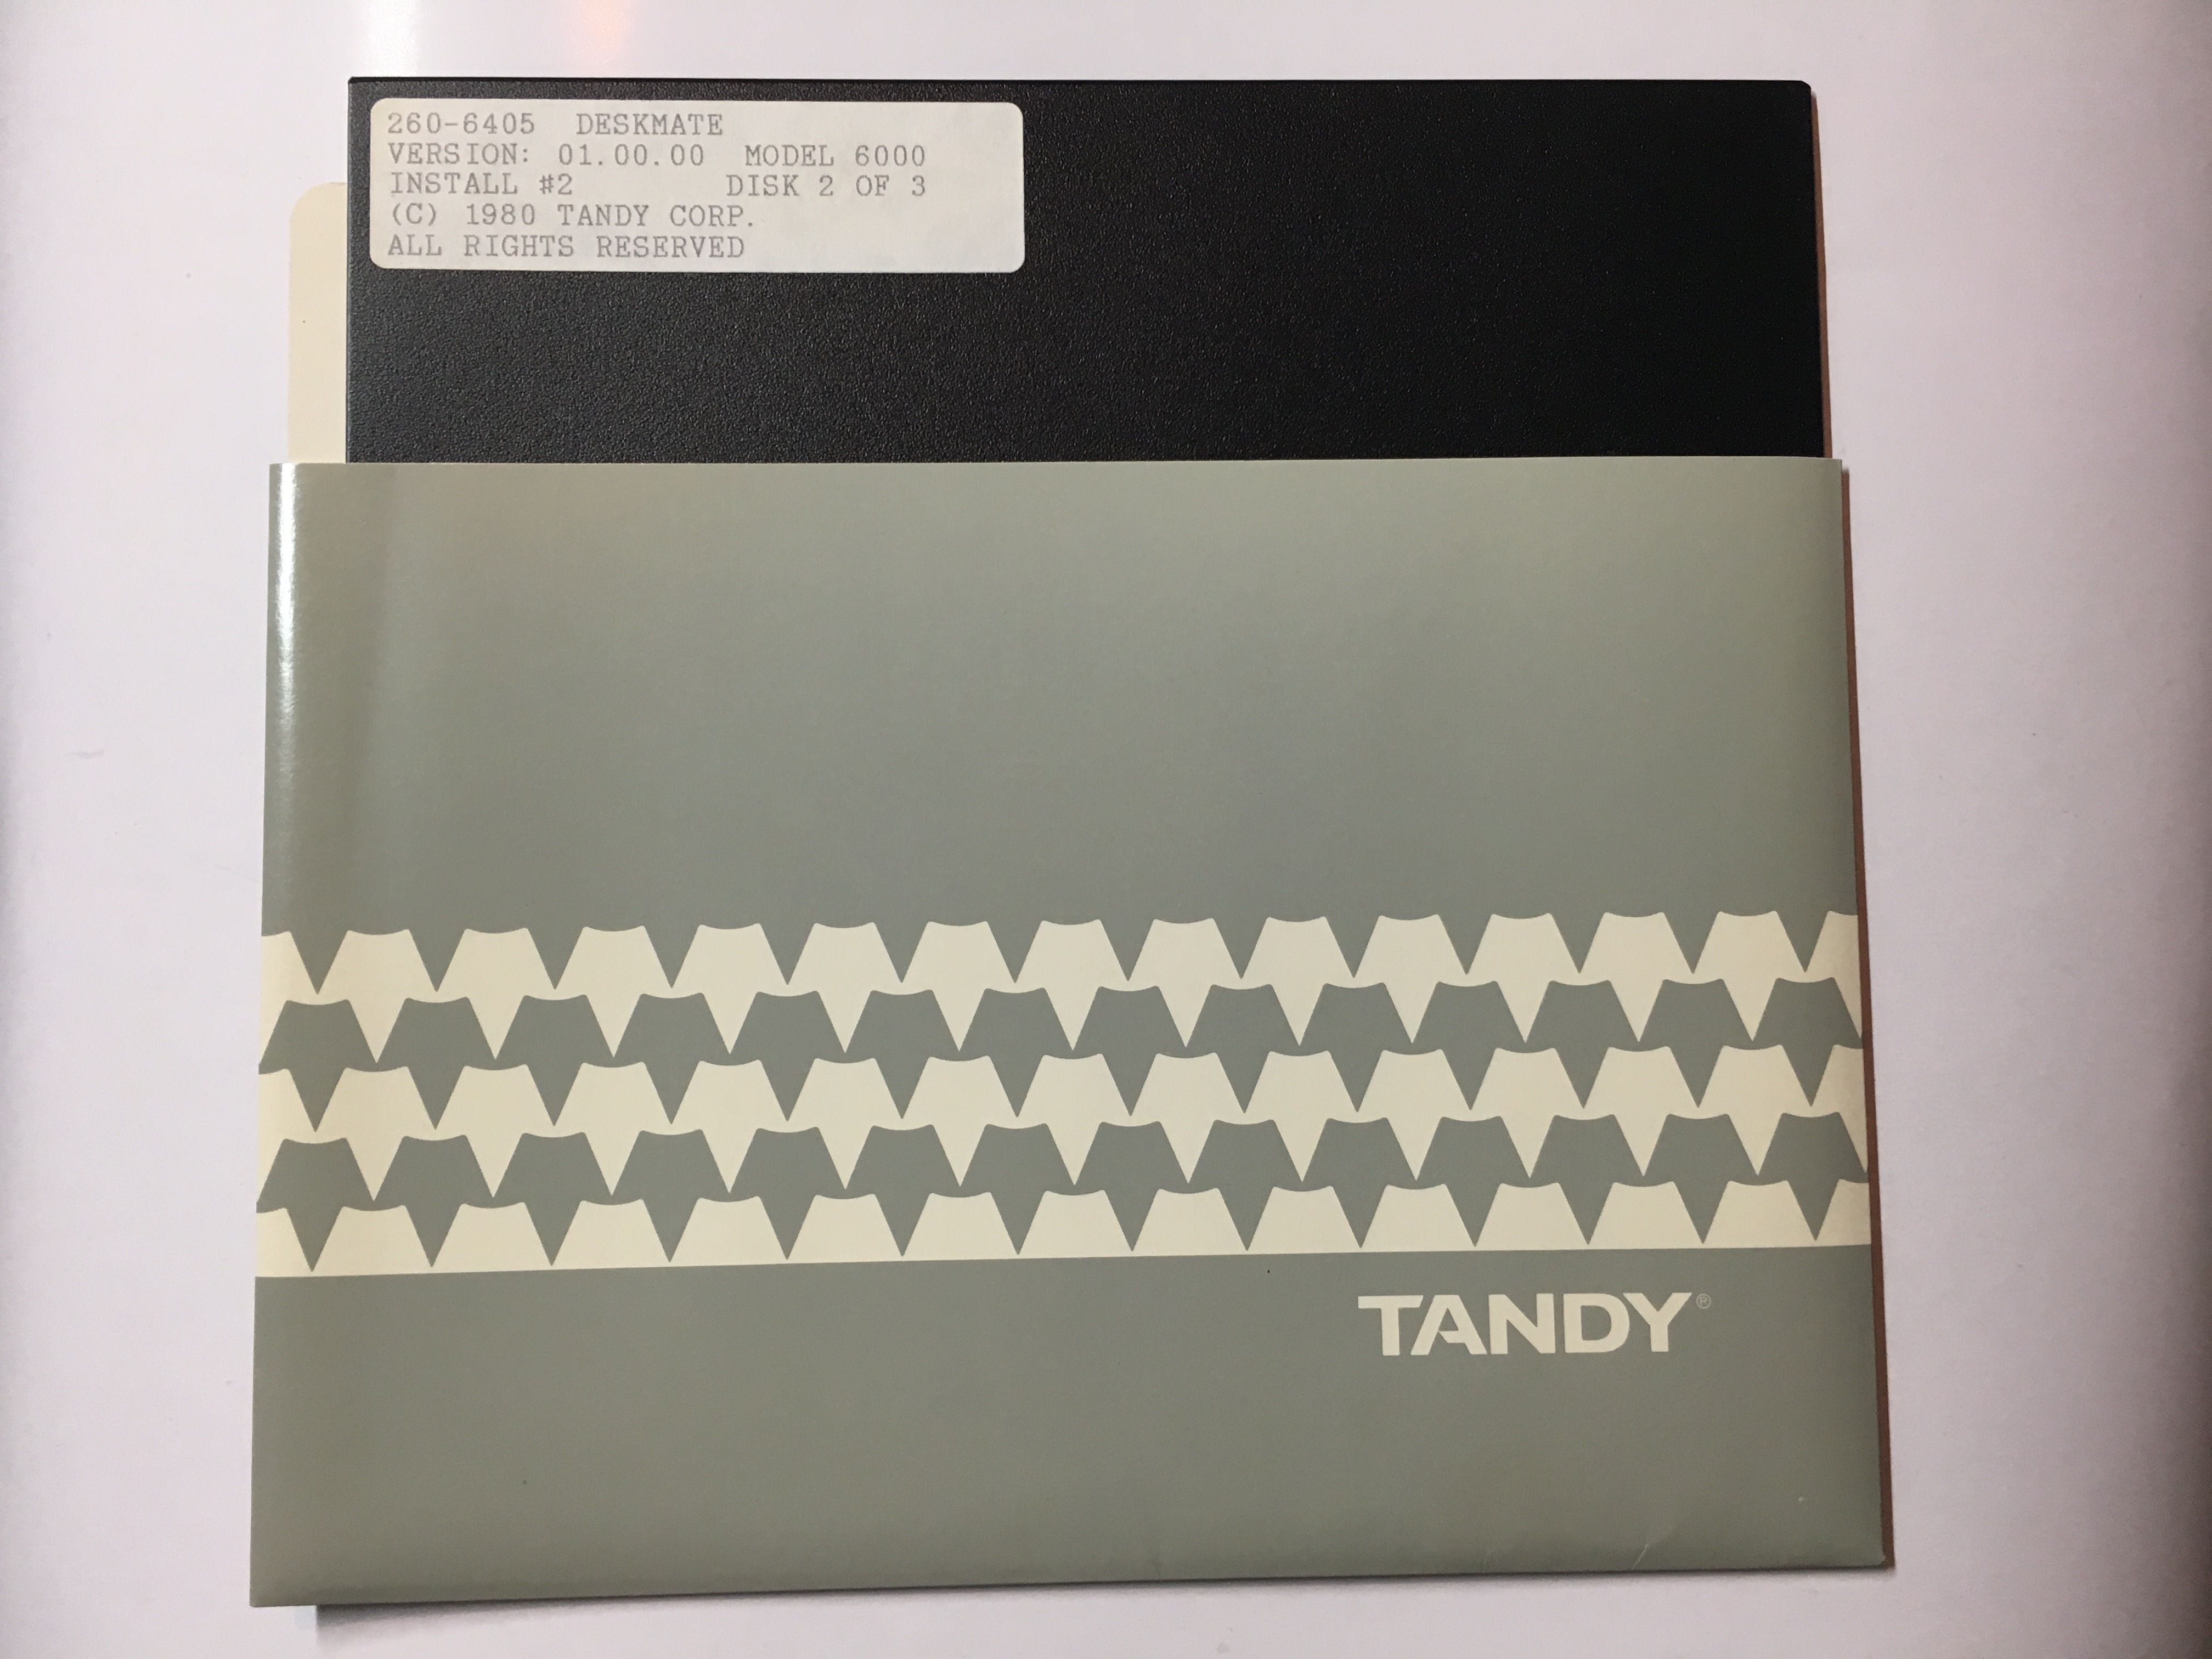 260-6405 DESKMATE
VERSION: 01.00.00 MODEL 6000
INSTALL #2 DISK 2 OF 3
(C) 1980 TANDY CORP.
ALL RIGHTS RESERVED
TANDY®